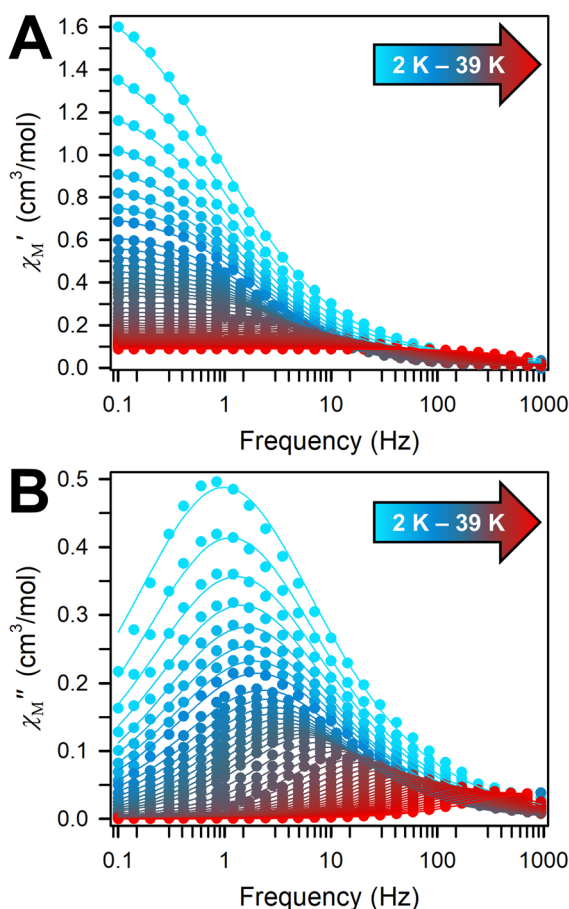 A
2 K – 39 K
1.6
1.4
1.2
1.0
0.8
0.6
0.4
0.2
0.0
χM′ (cm3/mol)
0.1 1 10 100 1000
Frequency (Hz)
B
2 K – 39 K
0.5
0.4
0.3
0.2
0.1
0.0
χM″ (cm3/mol)
0.1 1 10 100 1000
Frequency (Hz)